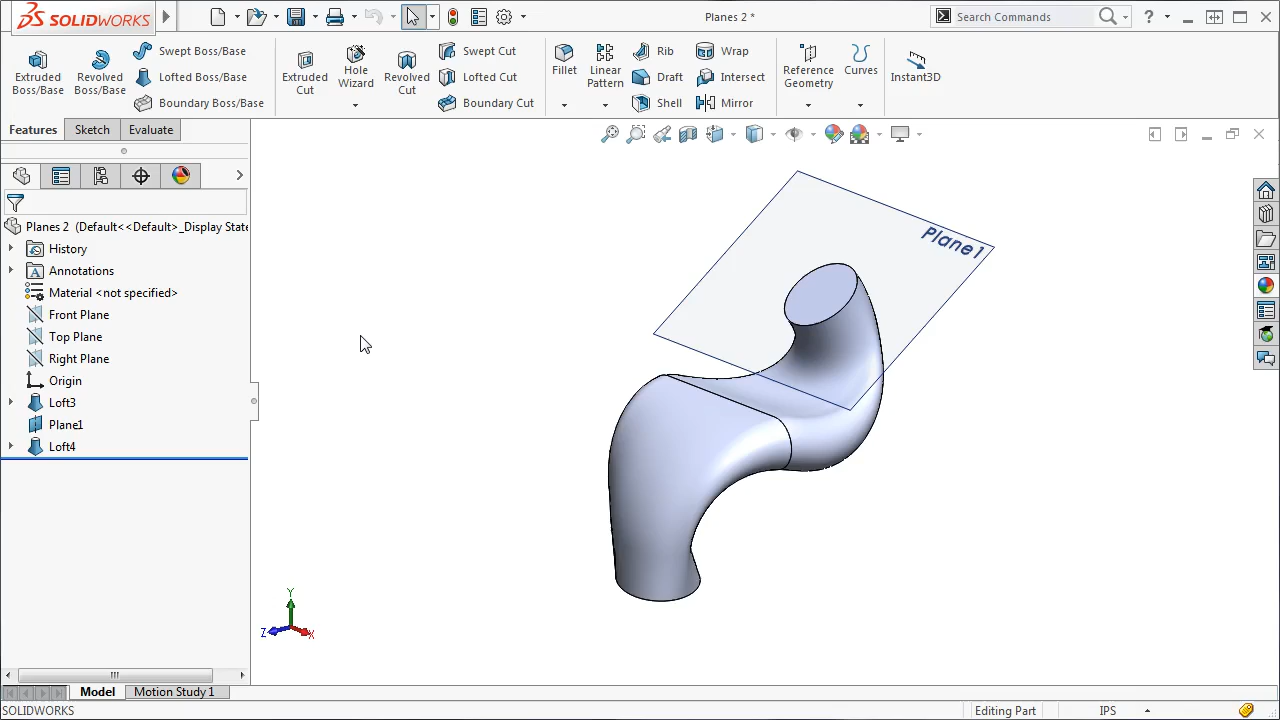 SOLIDWORKS
Planes 2 *
Search Commands
Extruded Boss/Base
Revolved Boss/Base
Swept Boss/Base
Lofted Boss/Base
Boundary Boss/Base
Extruded Cut
Hole Wizard
Revolved Cut
Swept Cut
Lofted Cut
Boundary Cut
Fillet
Linear Pattern
Rib
Draft
Shell
Wrap
Intersect
Mirror
Reference Geometry
Curves
Instant3D
Features
Sketch
Evaluate
Planes 2 (Default<<Default>_Display State
History
Annotations
Material <not specified>
Front Plane
Top Plane
Right Plane
Origin
Loft3
Plane1
Loft4
Plane1
Y
Z
X
Model
Motion Study 1
SOLIDWORKS
Editing Part
IPS